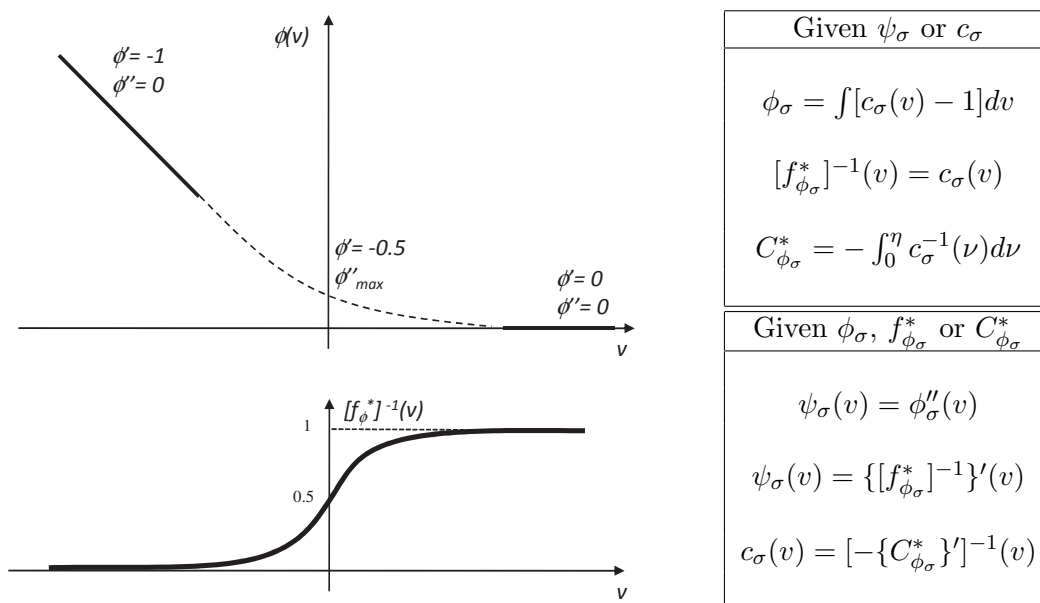 ϕ(v)
ϕ'= -1
ϕ''= 0
ϕ'= -0.5
ϕ''max
ϕ'= 0
ϕ''= 0
v
[fϕ*] -1(v)
1
0.5
v
Given ψσ or cσ
ϕσ = ∫[cσ(v) − 1]dv
[f*ϕσ]−1(v) = cσ(v)
C*ϕσ = − ∫0η cσ−1(ν)dν
Given ϕσ, f*ϕσ or C*ϕσ
ψσ(v) = ϕ''σ(v)
ψσ(v) = {[f*ϕσ]−1}'(v)
cσ(v) = [−{C*ϕσ}']−1(v)